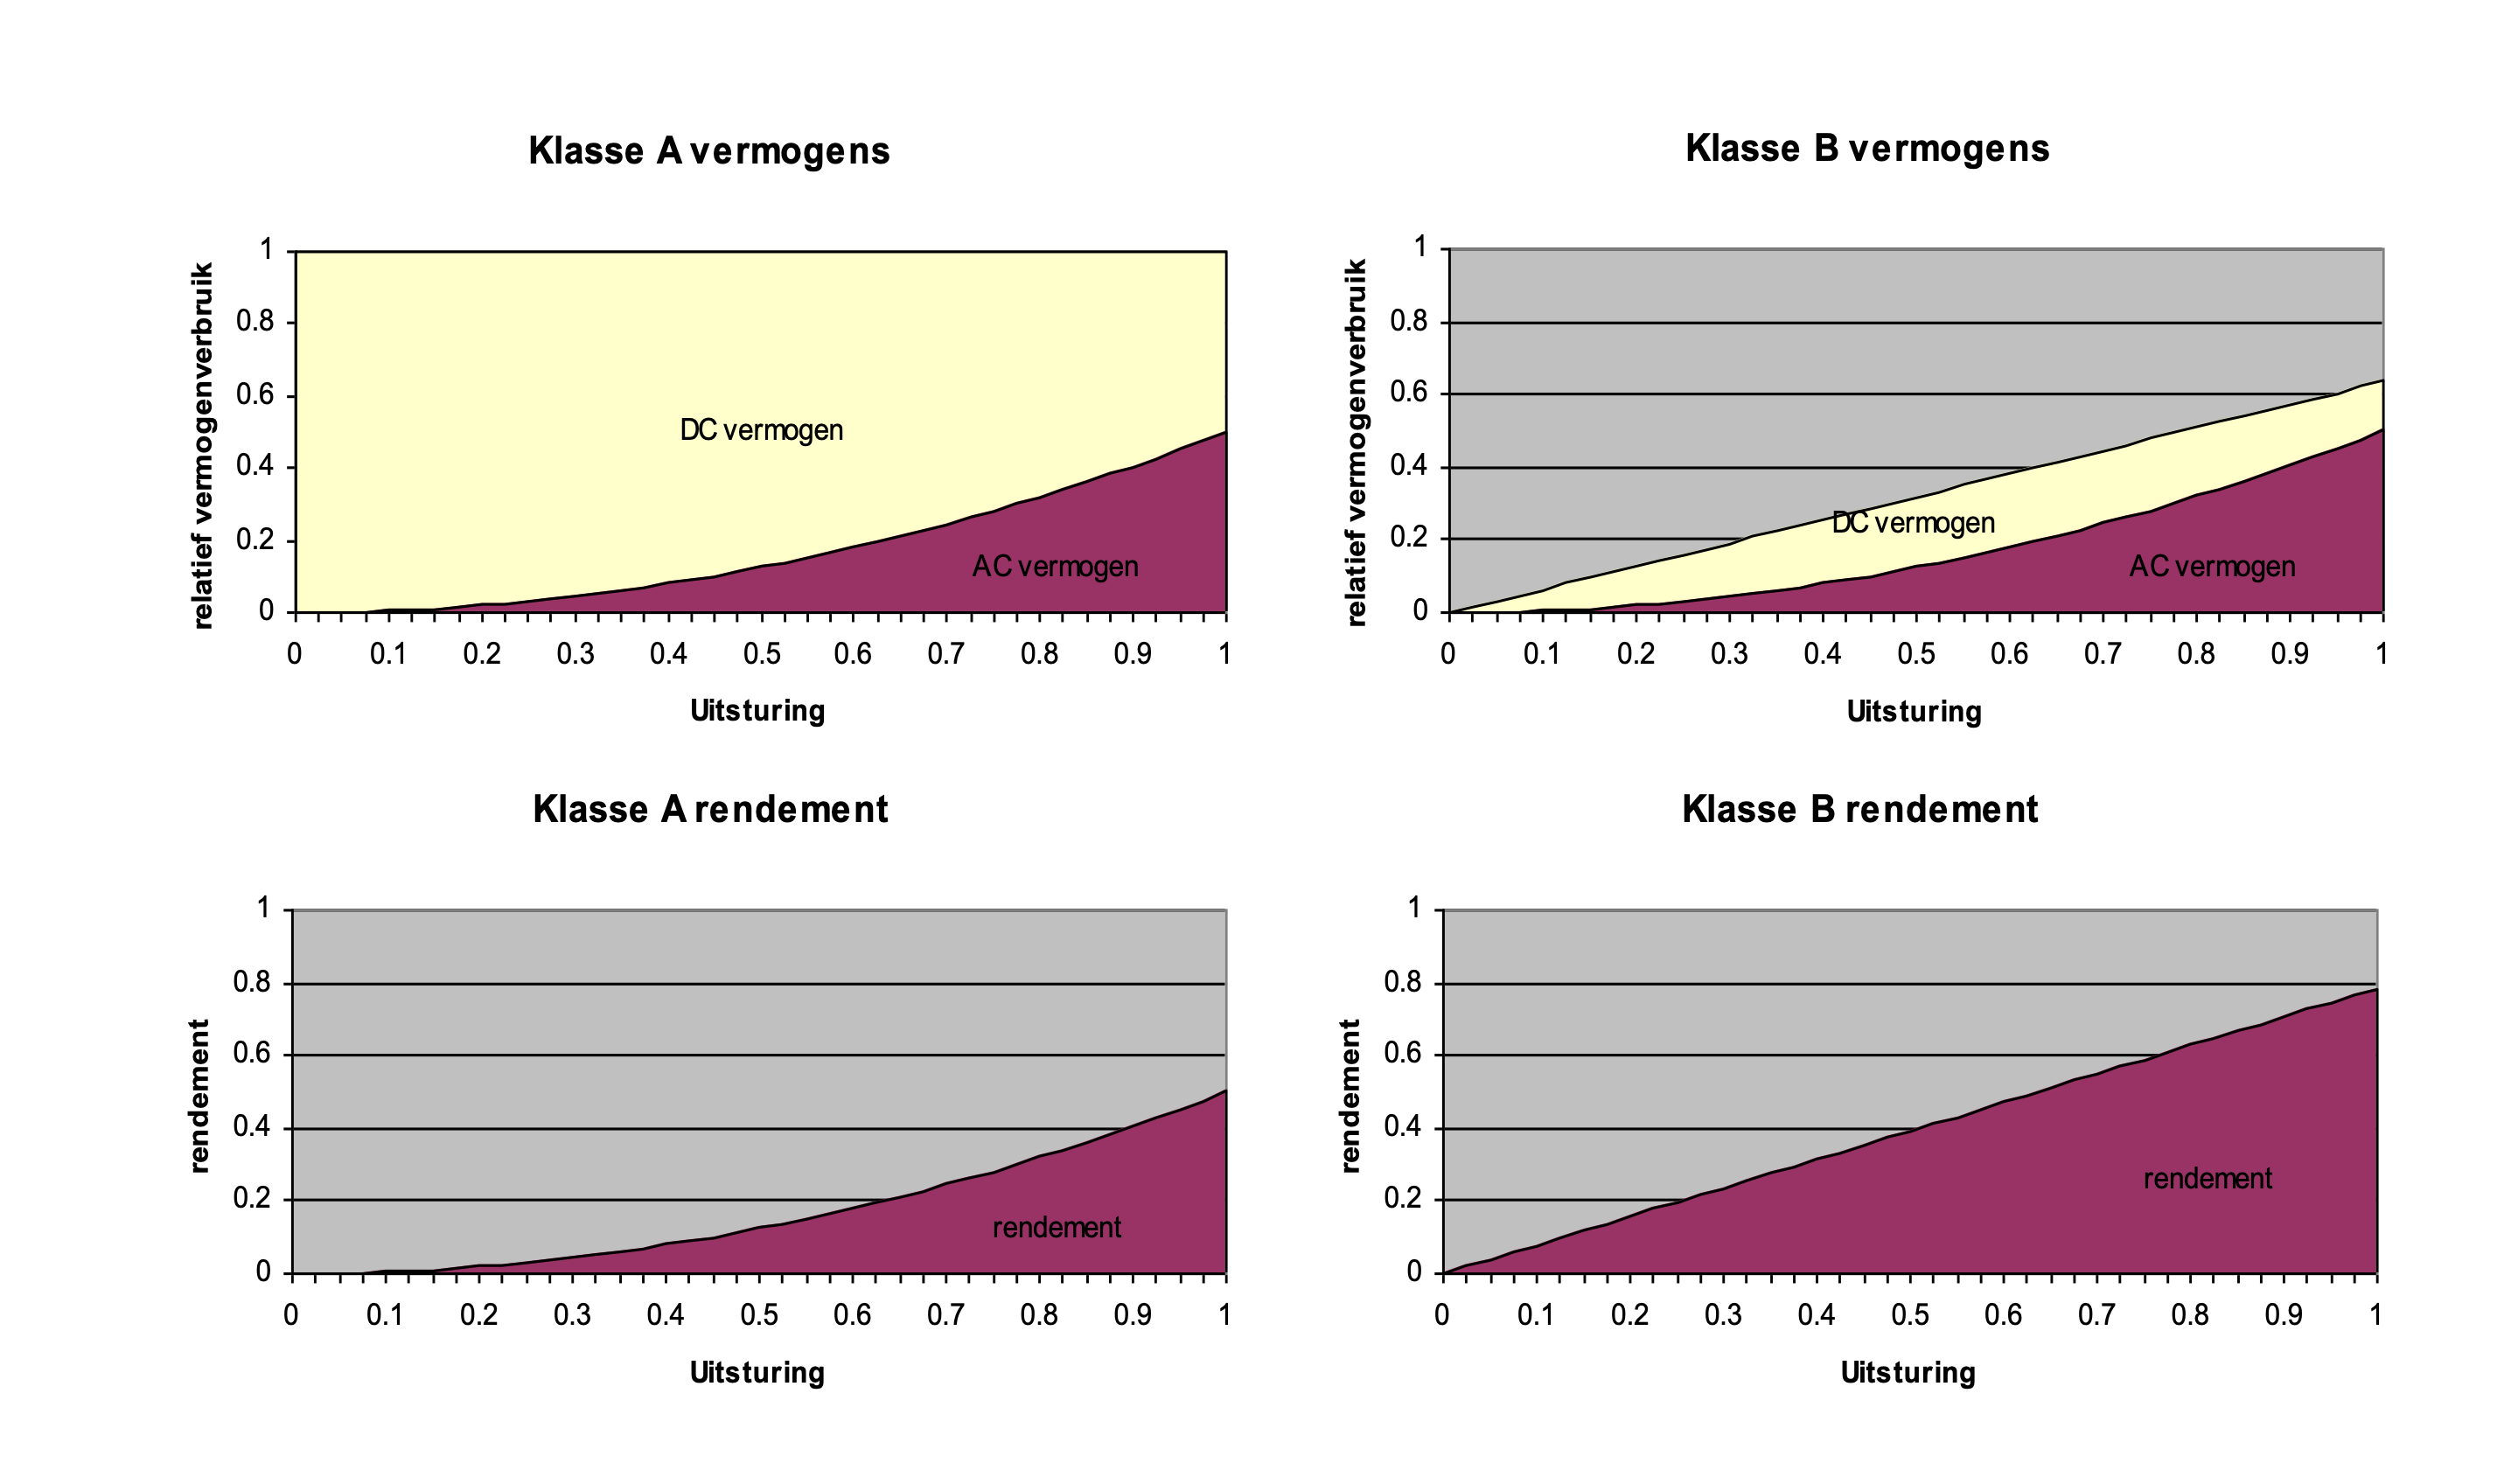 Klasse A vermogens
relatief vermogenverbruik
1
0.8
0.6
0.4
0.2
0
DC vermogen
AC vermogen
0 0.1 0.2 0.3 0.4 0.5 0.6 0.7 0.8 0.9 1
Uitsturing
Klasse B vermogens
relatief vermogenverbruik
1
0.8
0.6
0.4
0.2
0
DC vermogen
AC vermogen
0 0.1 0.2 0.3 0.4 0.5 0.6 0.7 0.8 0.9 1
Uitsturing
Klasse A rendement
rendement
1
0.8
0.6
0.4
0.2
0
rendement
0 0.1 0.2 0.3 0.4 0.5 0.6 0.7 0.8 0.9 1
Uitsturing
Klasse B rendement
rendement
1
0.8
0.6
0.4
0.2
0
rendement
0 0.1 0.2 0.3 0.4 0.5 0.6 0.7 0.8 0.9 1
Uitsturing